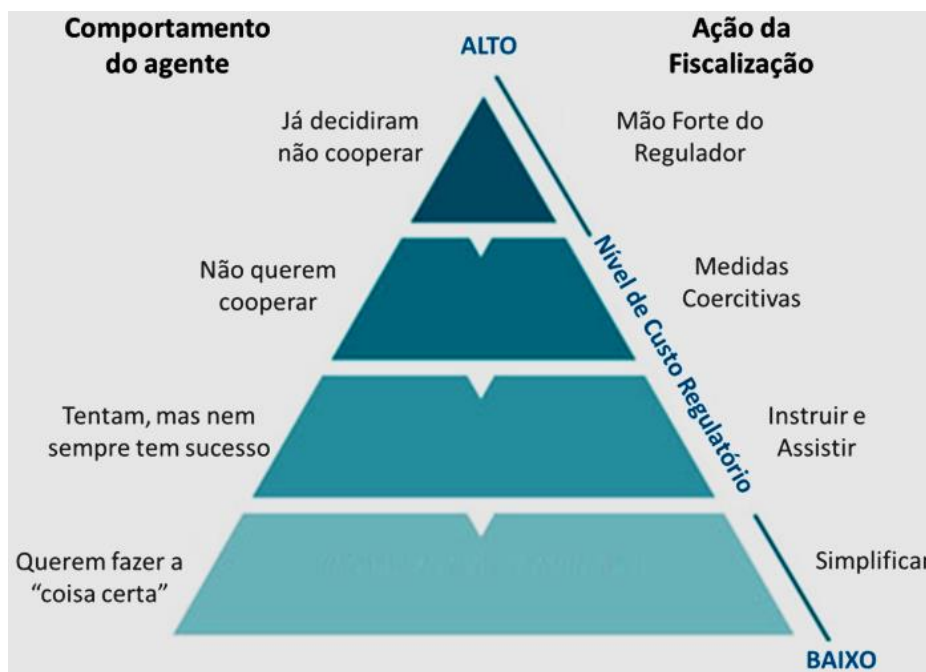 Comportamento
do agente
ALTO
Ação da
Fiscalização
Já decidiram
não cooperar
Mão Forte do
Regulador
Não querem
cooperar
Nível de Custo Regulatório
Medidas
Coercitivas
Tentam, mas nem
sempre tem sucesso
Instruir e
Assistir
Querem fazer a
“coisa certa”
Simplificar
BAIXO